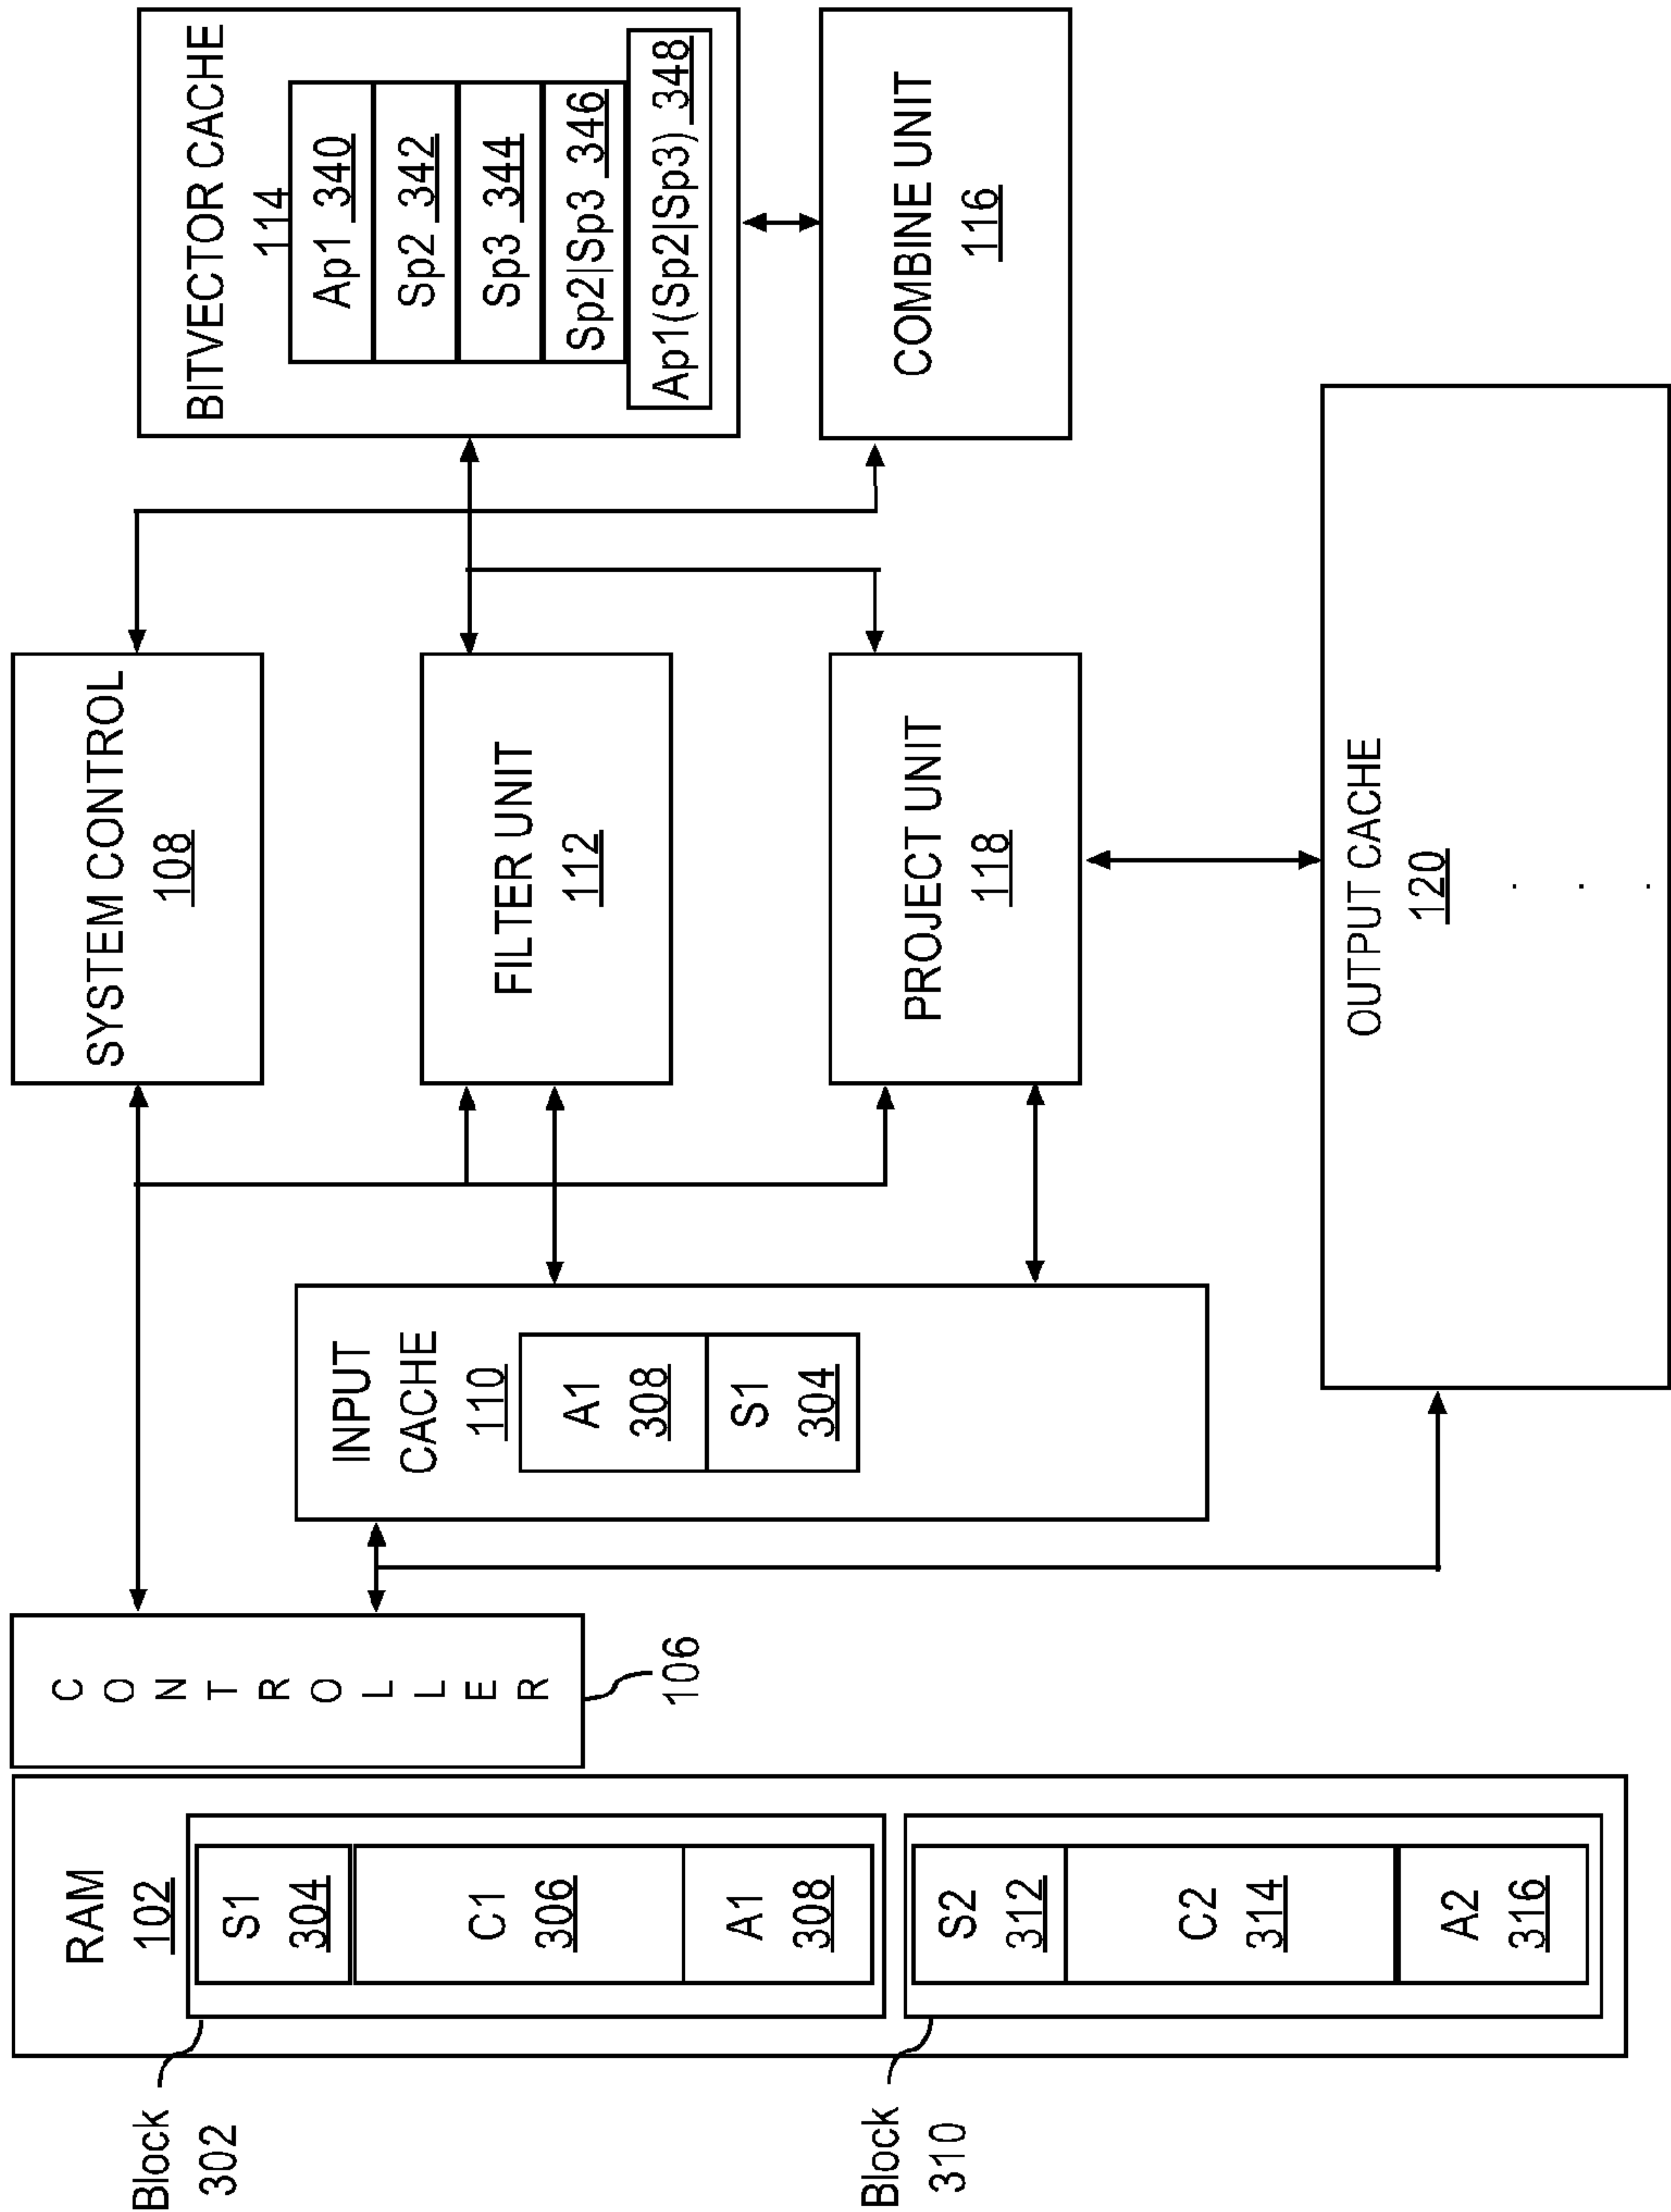 RAM
102
Block
302
S1
304
C1
306
A1
308
Block
310
S2
312
C2
314
A2
316
C
O
N
T
R
O
L
L
E
R
106
INPUT
CACHE
110
A1
308
S1
304
SYSTEM CONTROL
108
FILTER UNIT
112
PROJECT UNIT
118
BITVECTOR CACHE
114
Ap1 340
Sp2 342
Sp3 344
Sp2|Sp3 346
Ap1(Sp2|Sp3) 348
COMBINE UNIT
116
OUTPUT CACHE
120
.
.
.